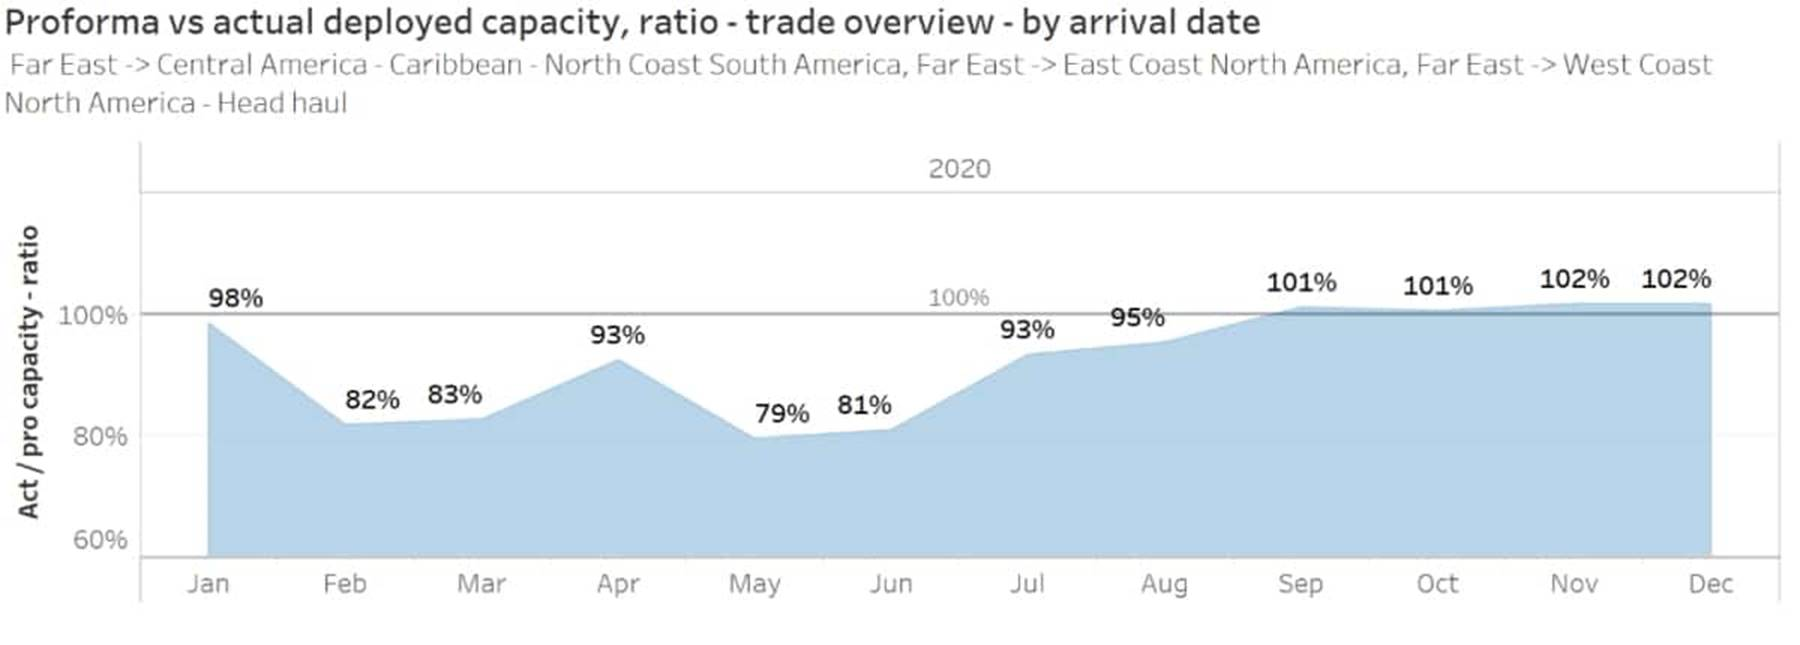 Proforma vs actual deployed capacity, ratio - trade overview - by arrival date
Far East -> Central America - Caribbean - North Coast South America, Far East -> East Coast North America, Far East -> West Coast
North America - Head haul
2020
Act / pro capacity - ratio
100%
80%
60%
100%
98%
82%
83%
93%
79%
81%
93%
95%
101%
101%
102%
102%
Jan
Feb
Mar
Apr
May
Jun
Jul
Aug
Sep
Oct
Nov
Dec